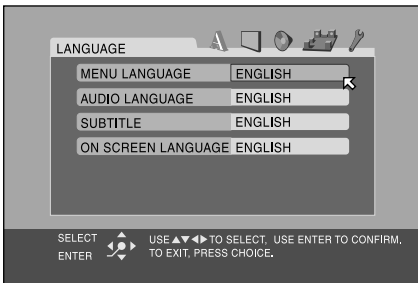 LANGUAGE
MENU LANGUAGE ENGLISH
AUDIO LANGUAGE ENGLISH
SUBTITLE ENGLISH
ON SCREEN LANGUAGE ENGLISH
SELECT USE ▲▼◀▶ TO SELECT, USE ENTER TO CONFIRM.
ENTER TO EXIT, PRESS CHOICE.